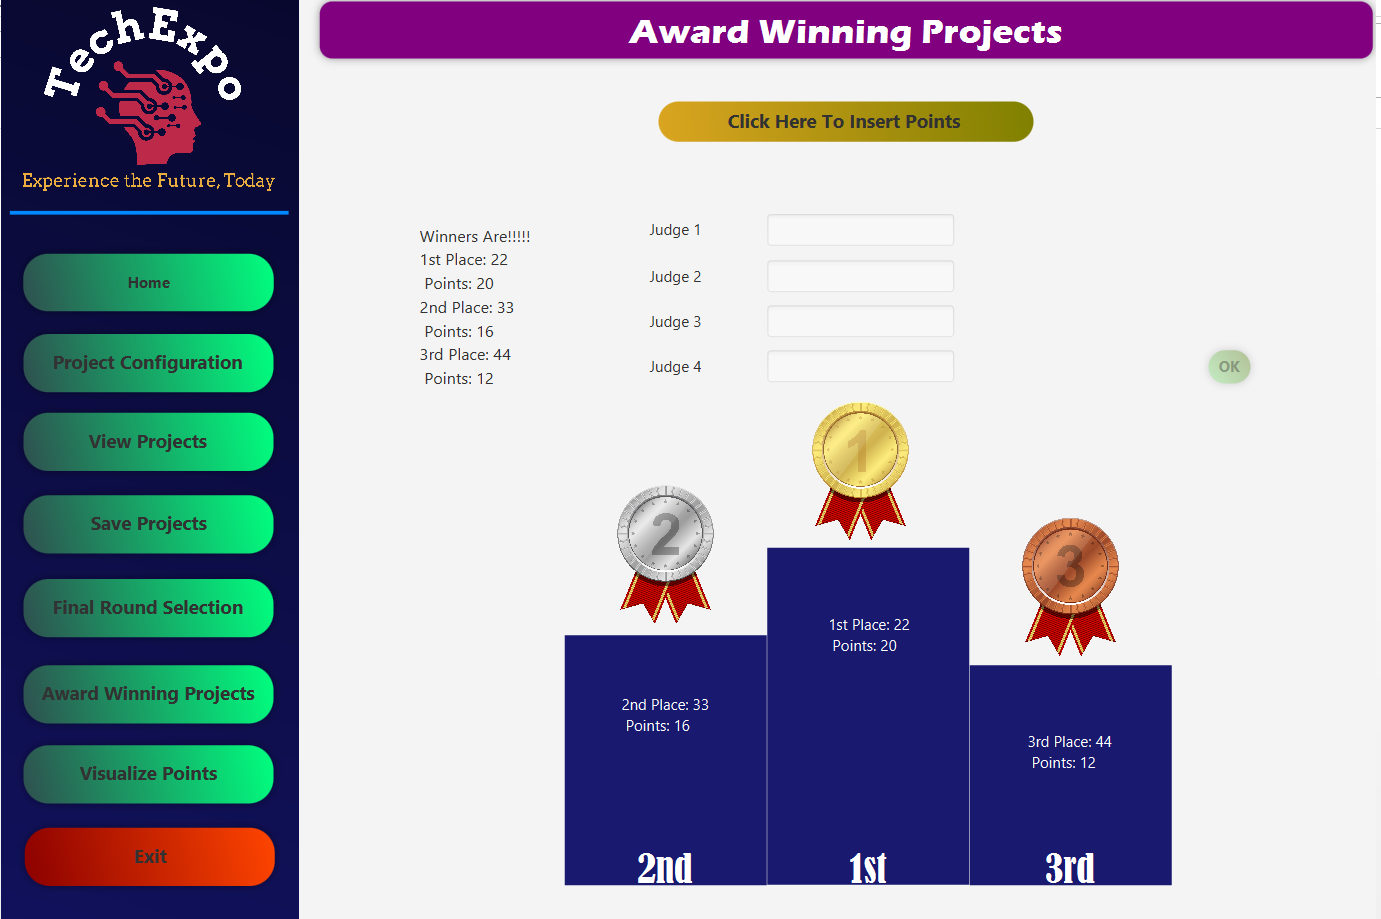 TechExpo
Experience the Future, Today
Home
Project Configuration
View Projects
Save Projects
Final Round Selection
Award Winning Projects
Visualize Points
Exit
Award Winning Projects
Click Here To Insert Points
Winners Are!!!!!
1st Place: 22
Points: 20
2nd Place: 33
Points: 16
3rd Place: 44
Points: 12
Judge 1
Judge 2
Judge 3
Judge 4
OK
1
2
3
1st Place: 22
Points: 20
2nd Place: 33
Points: 16
3rd Place: 44
Points: 12
2nd
1st
3rd